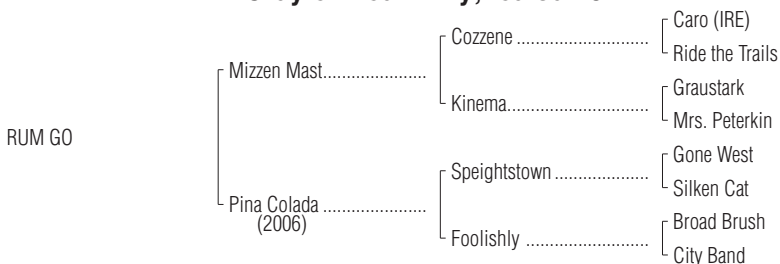 Caro (IRE)
Cozzene
Ride the Trails
Mizzen Mast
Graustark
Kinema
Mrs. Peterkin
RUM GO
Gone West
Speightstown
Silken Cat
Pina Colada
(2006)
Broad Brush
Foolishly
City Band